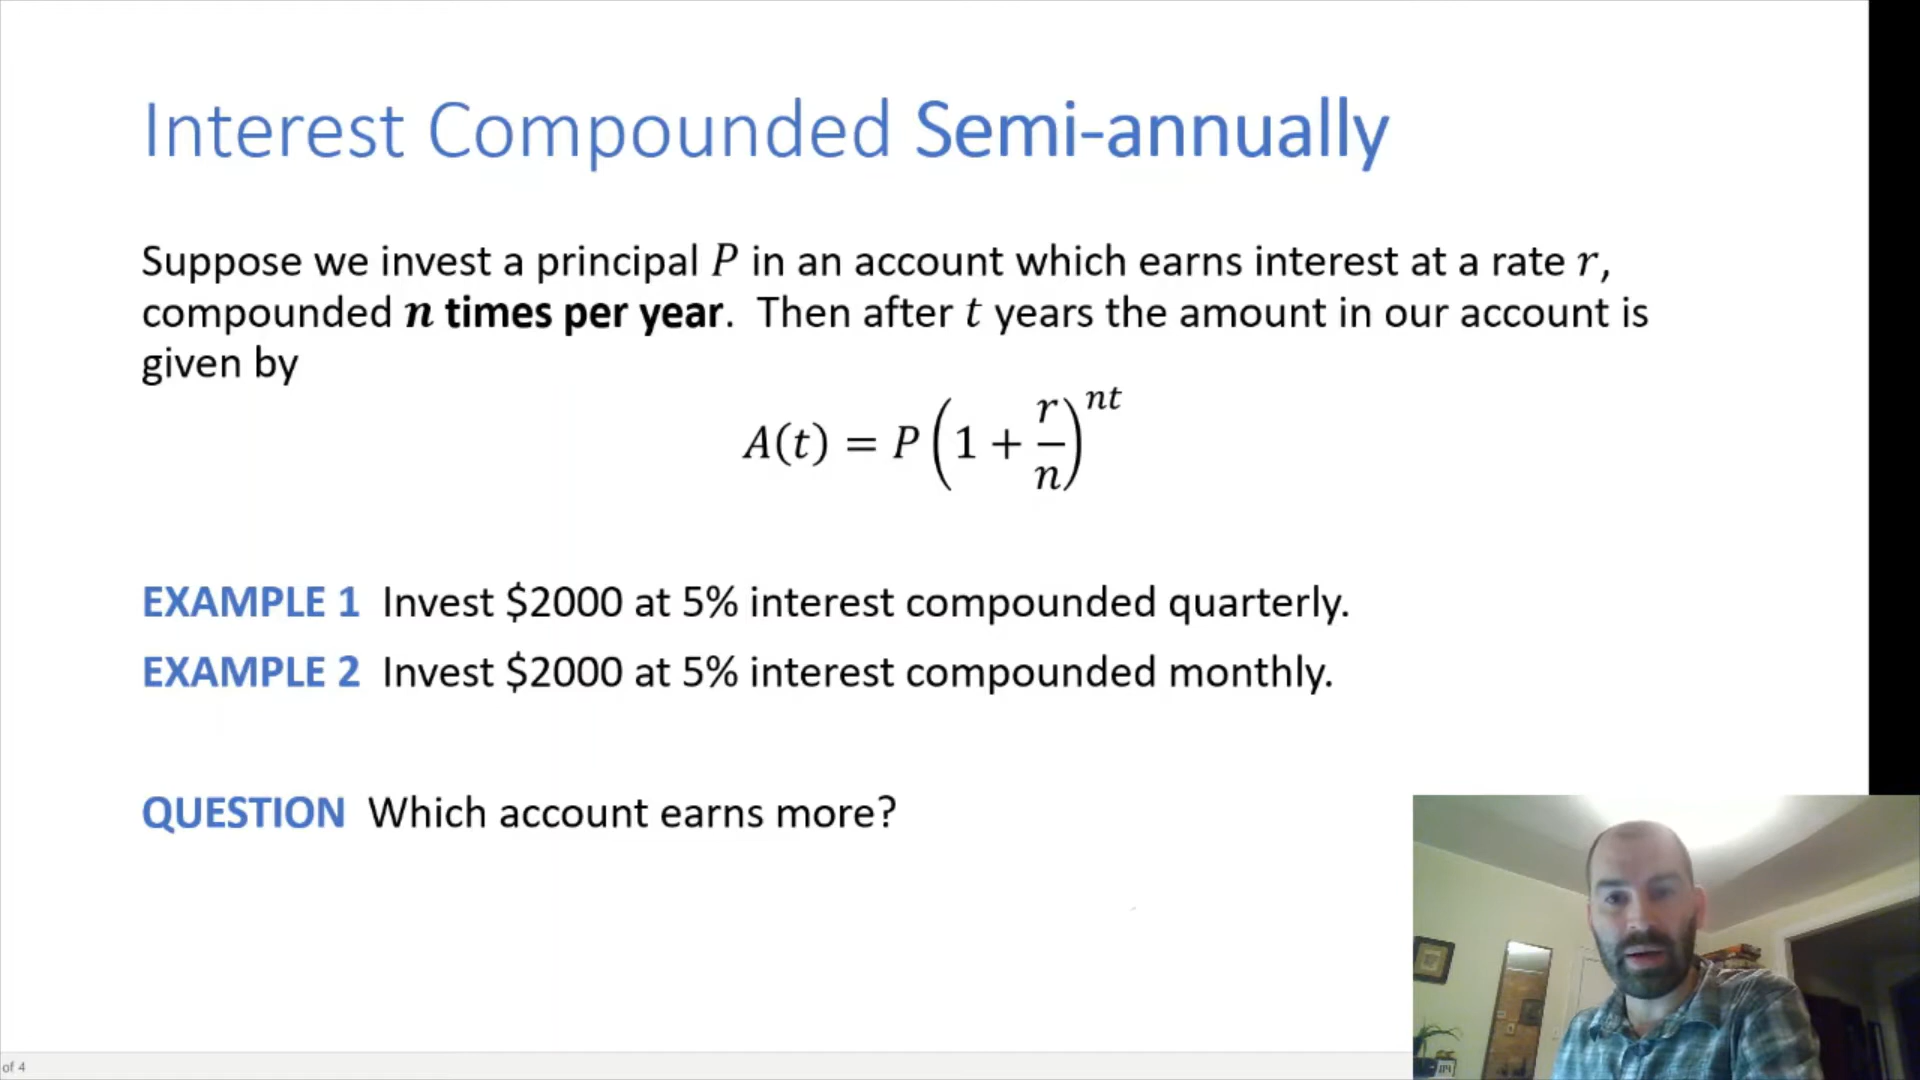 Interest Compounded Semi-annually
Suppose we invest a principal P in an account which earns interest at a rate r,
compounded n times per year. Then after t years the amount in our account is
given by
A(t) = P(1 + r/n)^{nt}
EXAMPLE 1 Invest $2000 at 5% interest compounded quarterly.
EXAMPLE 2 Invest $2000 at 5% interest compounded monthly.
QUESTION Which account earns more?
of 4